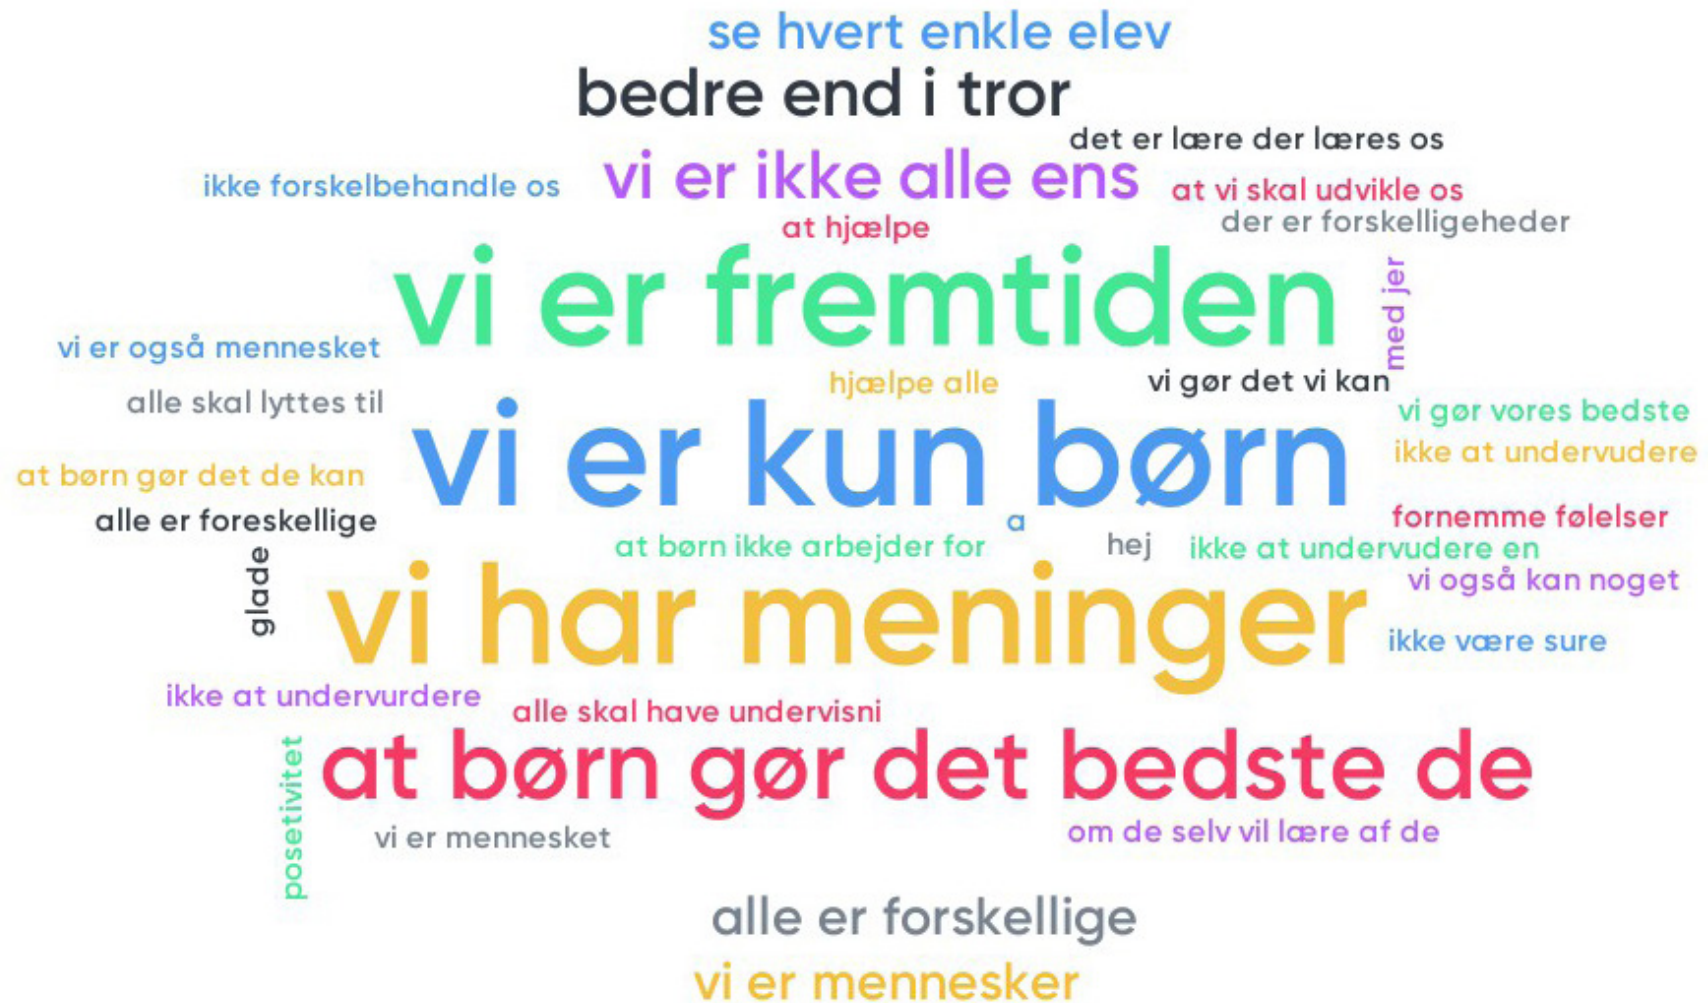 se hvert enkle elev
bedre end i tror
det er lære der læres os
vi er ikke alle ens
ikke forskelbehandle os
at vi skal udvikle os
der er forskelligeheder
at hjælpe
vi er fremtiden
med jer
vi er også mennesket
hjælpe alle
vi gør det vi kan
alle skal lyttes til
vi gør vores bedste
vi er kun børn
ikke at undervudere
at børn gør det de kan
alle er foreskellige
a
fornemme følelser
at børn ikke arbejder for
hej
ikke at undervudere en
glade
vi også kan noget
vi har meninger
ikke være sure
ikke at undervurdere
alle skal have undervisni
at børn gør det bedste de
posetivitet
vi er mennesket
om de selv vil lære af de
alle er forskellige
vi er mennesker